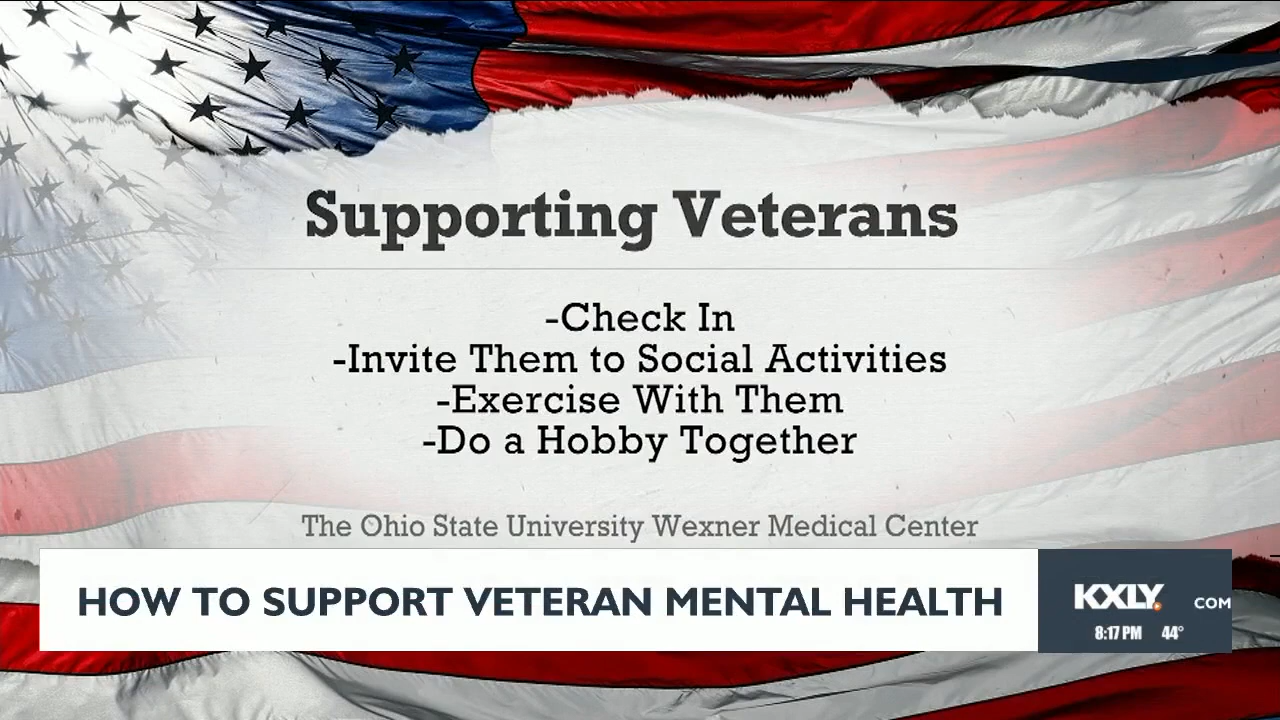 Supporting Veterans
-Check In
-Invite Them to Social Activities
-Exercise With Them
-Do a Hobby Together
The Ohio State University Wexner Medical Center
HOW TO SUPPORT VETERAN MENTAL HEALTH
KXLY.
COM
8:17 PM 44°